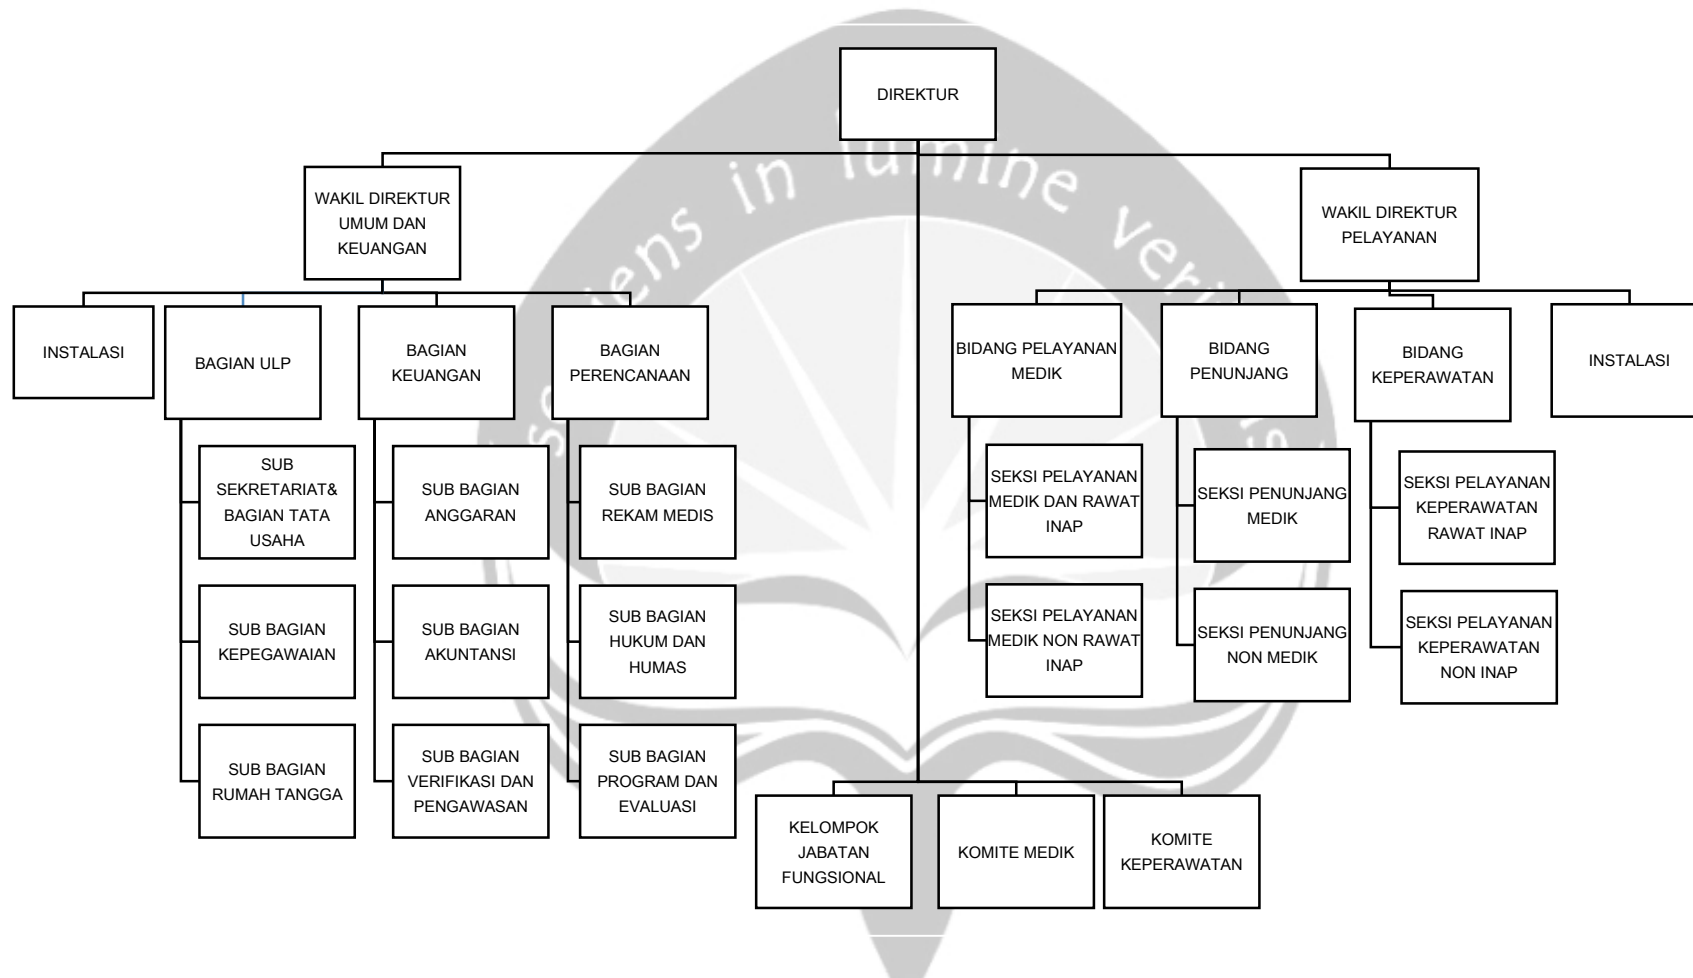 DIREKTUR
WAKIL DIREKTUR
UMUM DAN
KEUANGAN
WAKIL DIREKTUR
PELAYANAN
INSTALASI
BAGIAN ULP
BAGIAN
KEUANGAN
BAGIAN
PERENCANAAN
BIDANG PELAYANAN
MEDIK
BIDANG
PENUNJANG
BIDANG
KEPERAWATAN
INSTALASI
SUB
SEKRETARIAT&
BAGIAN TATA
USAHA
SUB BAGIAN
ANGGARAN
SUB BAGIAN
REKAM MEDIS
SEKSI PELAYANAN
MEDIK DAN RAWAT
INAP
SEKSI PENUNJANG
MEDIK
SEKSI PELAYANAN
KEPERAWATAN
RAWAT INAP
SUB BAGIAN
KEPEGAWAIAN
SUB BAGIAN
AKUNTANSI
SUB BAGIAN
HUKUM DAN
HUMAS
SEKSI PELAYANAN
MEDIK NON RAWAT
INAP
SEKSI PENUNJANG
NON MEDIK
SEKSI PELAYANAN
KEPERAWATAN
NON INAP
SUB BAGIAN
RUMAH TANGGA
SUB BAGIAN
VERIFIKASI DAN
PENGAWASAN
SUB BAGIAN
PROGRAM DAN
EVALUASI
KELOMPOK
JABATAN
FUNGSIONAL
KOMITE MEDIK
KOMITE
KEPERAWATAN
in lumine